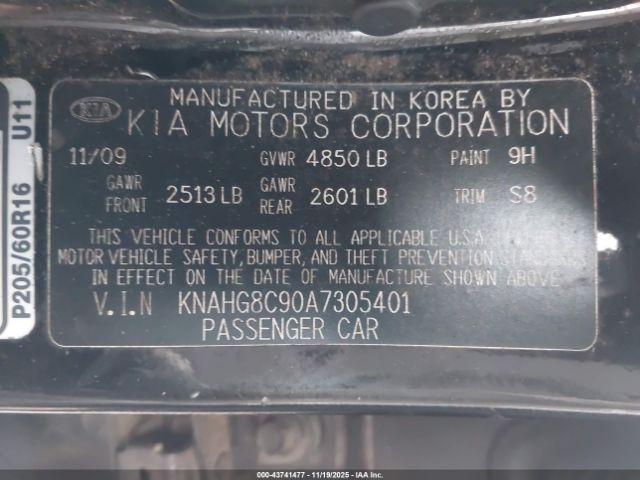 KIA
MANUFACTURED IN KOREA BY
KIA MOTORS CORPORATION
11/09 GVWR 4850 LB PAINT 9H
GAWR FRONT 2513 LB GAWR REAR 2601 LB TRIM S8
THIS VEHICLE CONFORMS TO ALL APPLICABLE U.S.A.
MOTOR VEHICLE SAFETY, BUMPER, AND THEFT PREVENTION STANDARDS
IN EFFECT ON THE DATE OF MANUFACTURE SHOWN ABOVE
V.I.N KNAHG8C90A7305401
PASSENGER CAR
P205/60R16 U11
000-43741477 - 11/19/2025 - IAAI.COM